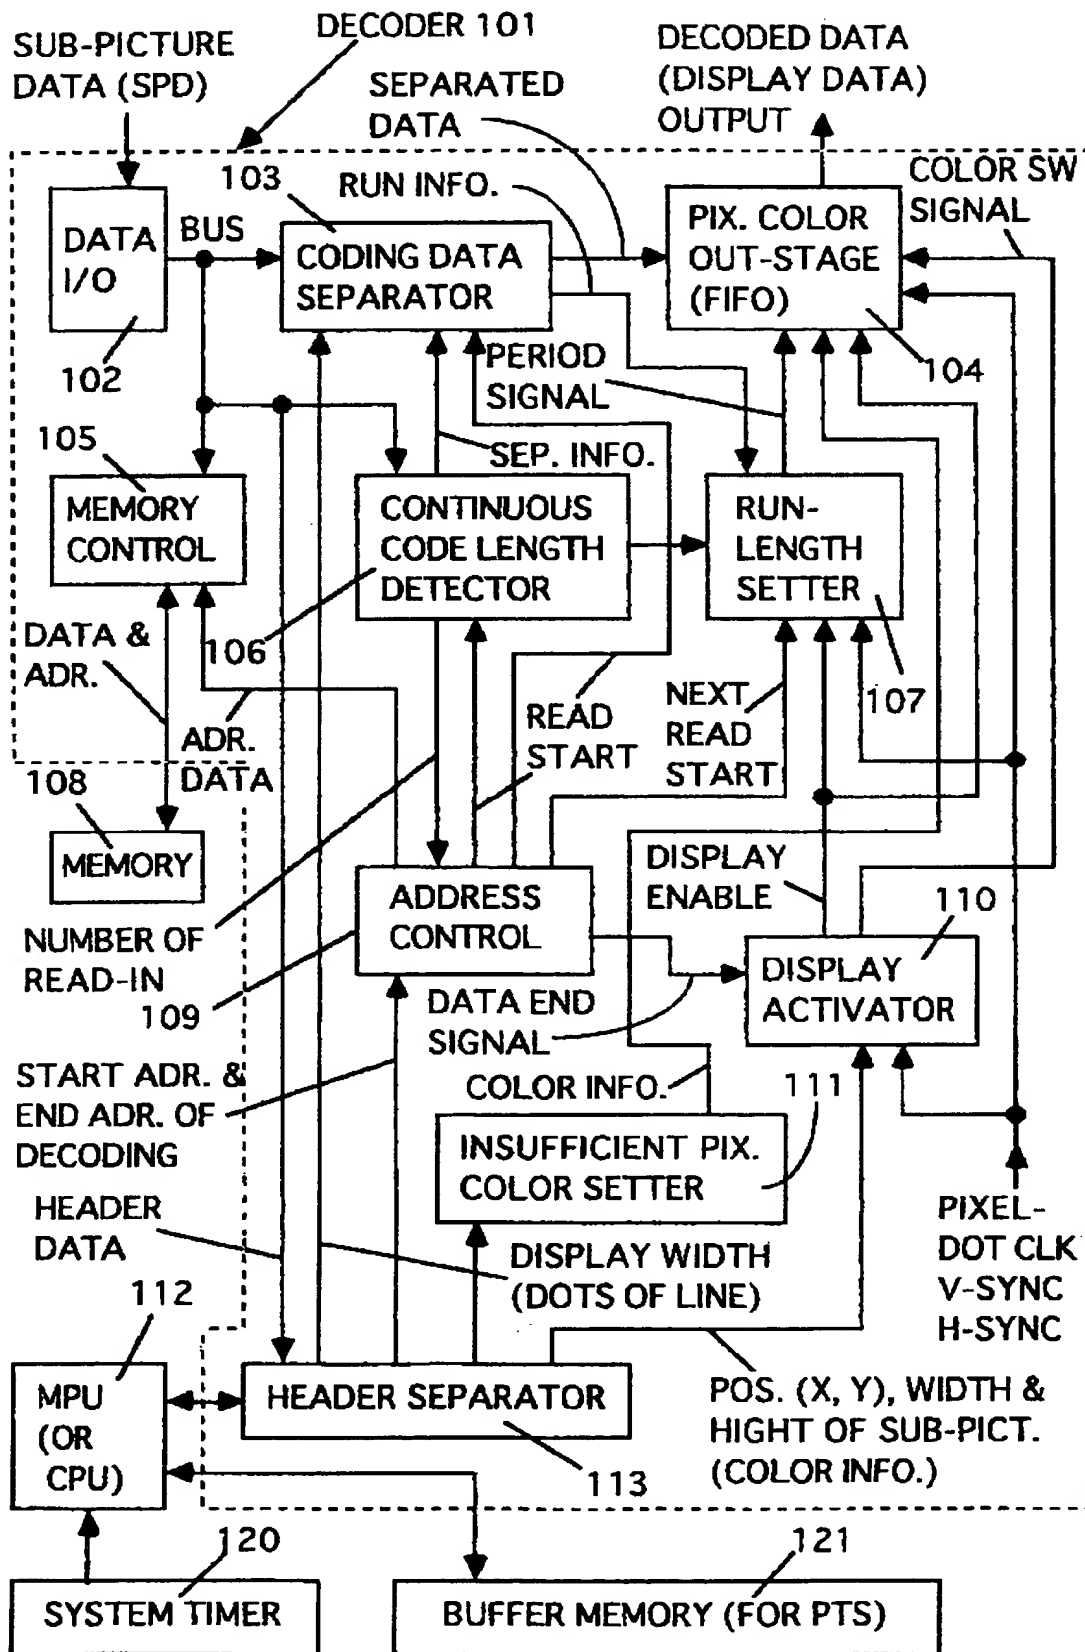 DECODER 101
SUB-PICTURE
DATA (SPD)
SEPARATED
DATA
DECODED DATA
(DISPLAY DATA)
OUTPUT
103
RUN INFO.
COLOR SW
SIGNAL
DATA
I/O
BUS
CODING DATA
SEPARATOR
PIX. COLOR
OUT-STAGE
(FIFO)
102
PERIOD
SIGNAL
104
105
SEP. INFO.
MEMORY
CONTROL
CONTINUOUS
CODE LENGTH
DETECTOR
RUN-
LENGTH
SETTER
DATA &
ADR.
106
107
ADR.
DATA
READ
START
NEXT
READ
START
108
MEMORY
DISPLAY
ENABLE
110
ADDRESS
CONTROL
NUMBER OF
READ-IN
109
DISPLAY
ACTIVATOR
DATA END
SIGNAL
START ADR. &
END ADR. OF
DECODING
COLOR INFO.
111
INSUFFICIENT PIX.
COLOR SETTER
HEADER
DATA
DISPLAY WIDTH
(DOTS OF LINE)
PIXEL-
DOT CLK
V-SYNC
H-SYNC
112
MPU
(OR
CPU)
HEADER SEPARATOR
113
POS. (X, Y), WIDTH &
HIGHT OF SUB-PICT.
(COLOR INFO.)
120
121
SYSTEM TIMER
BUFFER MEMORY (FOR PTS)